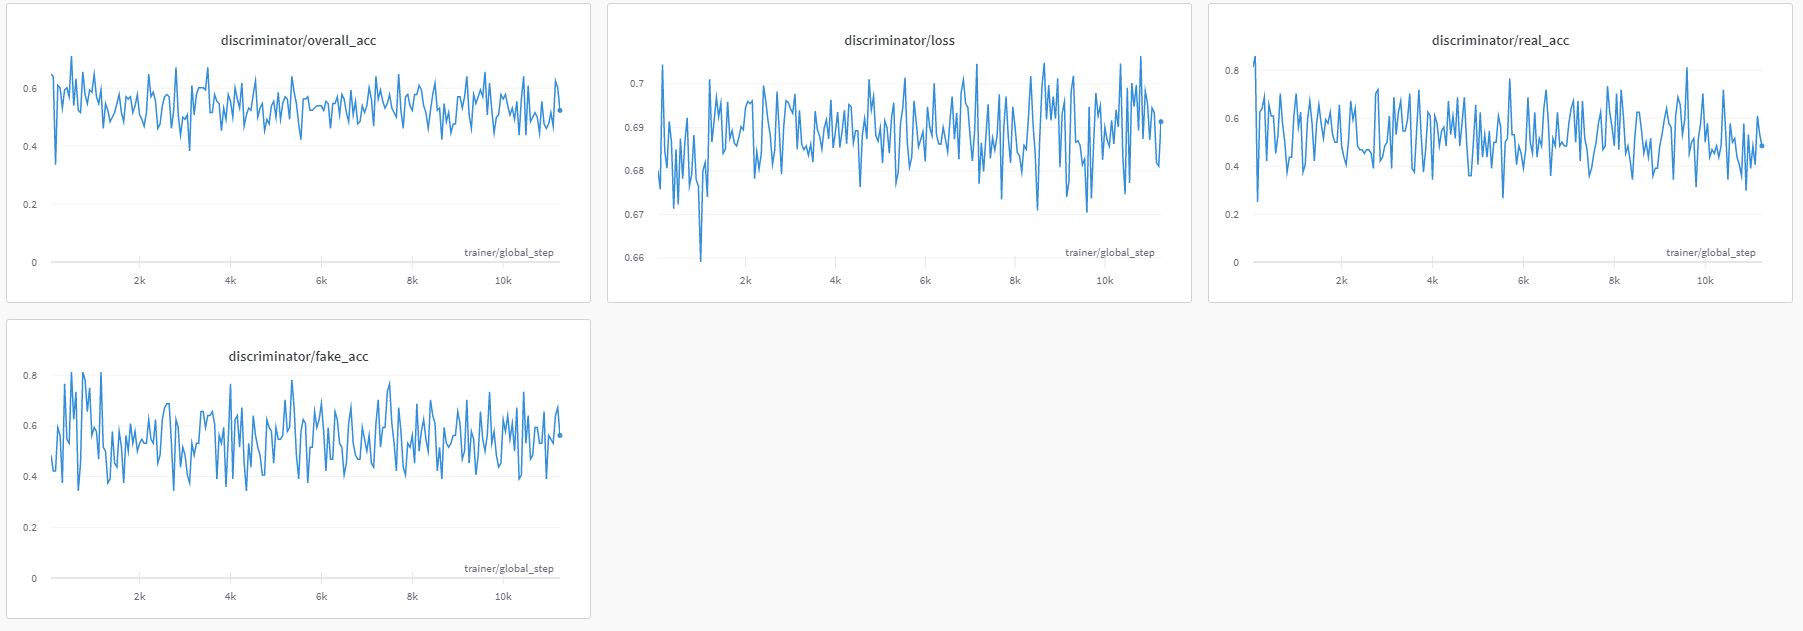 discriminator/overall_acc
0.6
0.4
0.2
0
trainer/global_step
2k 4k 6k 8k 10k
discriminator/loss
0.7
0.69
0.68
0.67
0.66
trainer/global_step
2k 4k 6k 8k 10k
discriminator/real_acc
0.8
0.6
0.4
0.2
0
trainer/global_step
2k 4k 6k 8k 10k
discriminator/fake_acc
0.8
0.6
0.4
0.2
0
trainer/global_step
2k 4k 6k 8k 10k